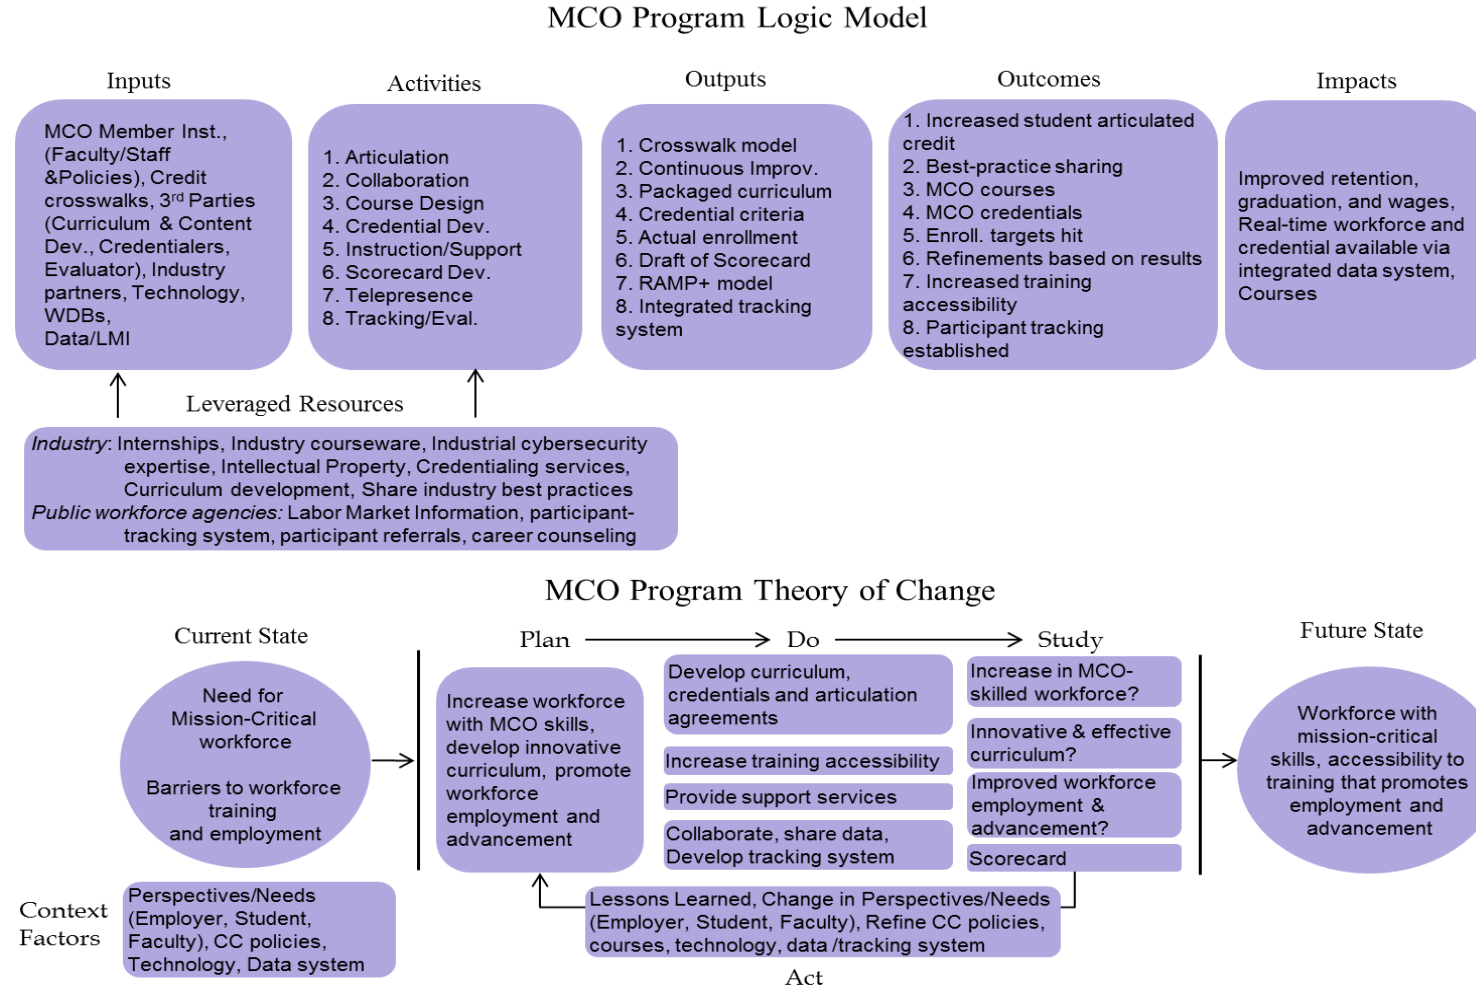 MCO Program Logic Model
Inputs
MCO Member Inst.,
(Faculty/Staff
&Policies), Credit
crosswalks, 3rd Parties
(Curriculum & Content
Dev., Credentialers,
Evaluator), Industry
partners, Technology,
WDBs,
Data/LMI
Activities
1. Articulation
2. Collaboration
3. Course Design
4. Credential Dev.
5. Instruction/Support
6. Scorecard Dev.
7. Telepresence
8. Tracking/Eval.
Outputs
1. Crosswalk model
2. Continuous Improv.
3. Packaged curriculum
4. Credential criteria
5. Actual enrollment
6. Draft of Scorecard
7. RAMP+ model
8. Integrated tracking
system
Outcomes
1. Increased student articulated
credit
2. Best-practice sharing
3. MCO courses
4. MCO credentials
5. Enroll. targets hit
6. Refinements based on results
7. Increased training
accessibility
8. Participant tracking
established
Impacts
Improved retention,
graduation, and wages,
Real-time workforce and
credential available via
integrated data system,
Courses
Leveraged Resources
Industry: Internships, Industry courseware, Industrial cybersecurity
expertise, Intellectual Property, Credentialing services,
Curriculum development, Share industry best practices
Public workforce agencies: Labor Market Information, participant-
tracking system, participant referrals, career counseling
MCO Program Theory of Change
Current State
Need for
Mission-Critical
workforce
Barriers to workforce
training
and employment
Plan
Increase workforce
with MCO skills,
develop innovative
curriculum, promote
workforce
employment and
advancement
Do
Develop curriculum,
credentials and articulation
agreements
Increase training accessibility
Provide support services
Collaborate, share data,
Develop tracking system
Study
Increase in MCO-
skilled workforce?
Innovative & effective
curriculum?
Improved workforce
employment &
advancement?
Scorecard
Future State
Workforce with
mission-critical
skills, accessibility to
training that promotes
employment and
advancement
Context
Factors
Perspectives/Needs
(Employer, Student,
Faculty), CC policies,
Technology, Data system
Lessons Learned, Change in Perspectives/Needs
(Employer, Student, Faculty), Refine CC policies,
courses, technology, data /tracking system
Act